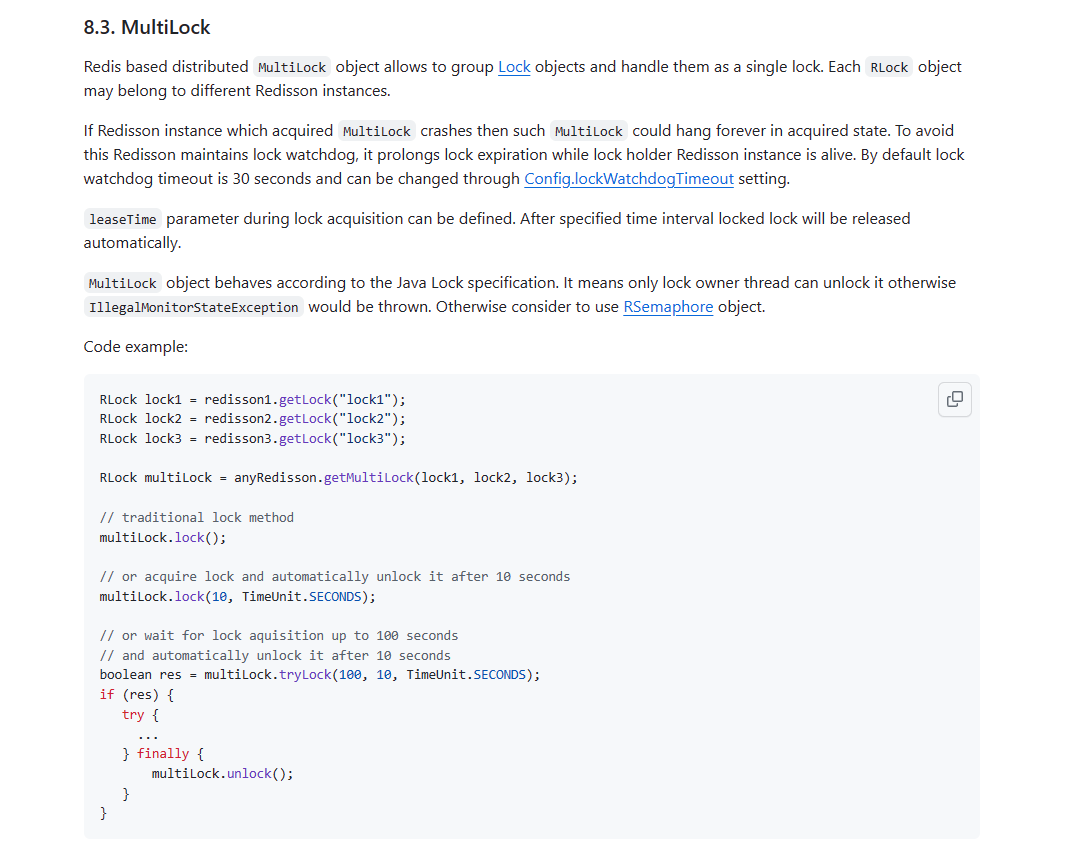 8.3. MultiLock
Redis based distributed MultiLock object allows to group Lock objects and handle them as a single lock. Each RLock object
may belong to different Redisson instances.
If Redisson instance which acquired MultiLock crashes then such MultiLock could hang forever in acquired state. To avoid
this Redisson maintains lock watchdog, it prolongs lock expiration while lock holder Redisson instance is alive. By default lock
watchdog timeout is 30 seconds and can be changed through Config.lockWatchdogTimeout setting.
leaseTime parameter during lock acquisition can be defined. After specified time interval locked lock will be released
automatically.
MultiLock object behaves according to the Java Lock specification. It means only lock owner thread can unlock it otherwise
IllegalMonitorStateException would be thrown. Otherwise consider to use RSemaphore object.
Code example:
RLock lock1 = redisson1.getLock("lock1");
RLock lock2 = redisson2.getLock("lock2");
RLock lock3 = redisson3.getLock("lock3");
RLock multiLock = anyRedisson.getMultiLock(lock1, lock2, lock3);
// traditional lock method
multiLock.lock();
// or acquire lock and automatically unlock it after 10 seconds
multiLock.lock(10, TimeUnit.SECONDS);
// or wait for lock aquisition up to 100 seconds
// and automatically unlock it after 10 seconds
boolean res = multiLock.tryLock(100, 10, TimeUnit.SECONDS);
if (res) {
try {
...
} finally {
multiLock.unlock();
}
}